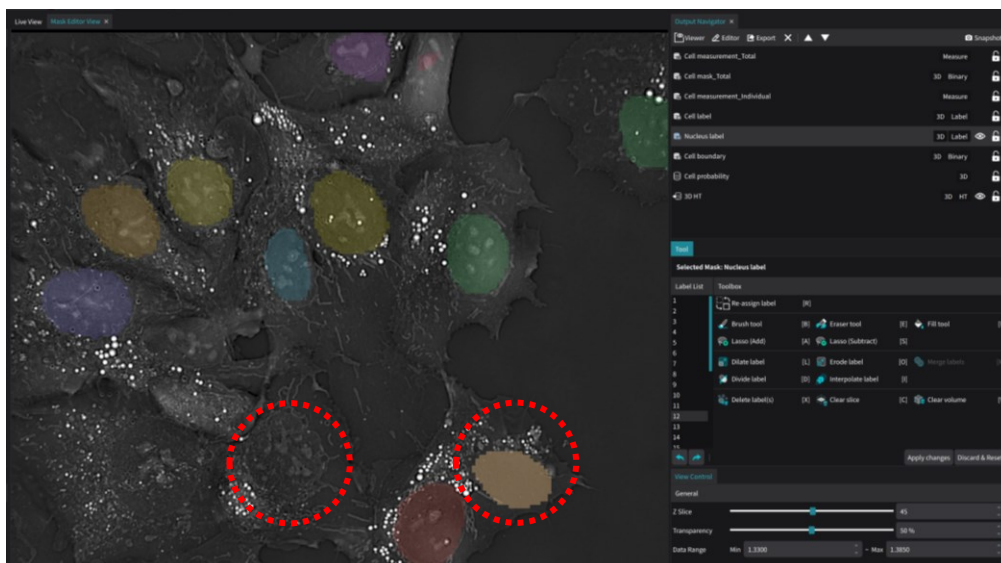 Live View Mask Editor View ×
Output Navigator ×
Viewer Editor Export × ▲ ▼ Snapshot
Cell measurement_Total Measure
Cell mask_Total 3D Binary
Cell measurement_Individual Measure
Cell label 3D Label
Nucleus label 3D Label
Cell boundary 3D Binary
Cell probability 3D
3D HT 3D HT
Tool
Selected Mask: Nucleus label
Label List Toolbox
1 Re-assign label [R]
2
3 Brush tool [B] Eraser tool [E] Fill tool
4
5 Lasso (Add) [A] Lasso (Subtract) [S]
6
7 Dilate label [L] Erode label [O] Merge labels
8
9 Divide label [D] Interpolate label [I]
10 Delete label(s) [X] Clear slice [C] Clear volume
11
12
13
14
15
Apply changes Discard & Rese
View Control
General
Z Slice 45
Transparency 50 %
Data Range Min 1.3300 - Max 1.3850